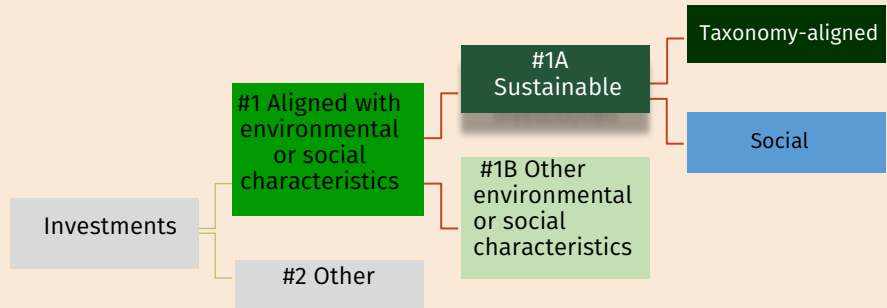 Taxonomy-aligned
#1A
Sustainable
#1 Aligned with
environmental
or social
characteristics
Social
#1B Other
environmental
or social
characteristics
Investments
#2 Other